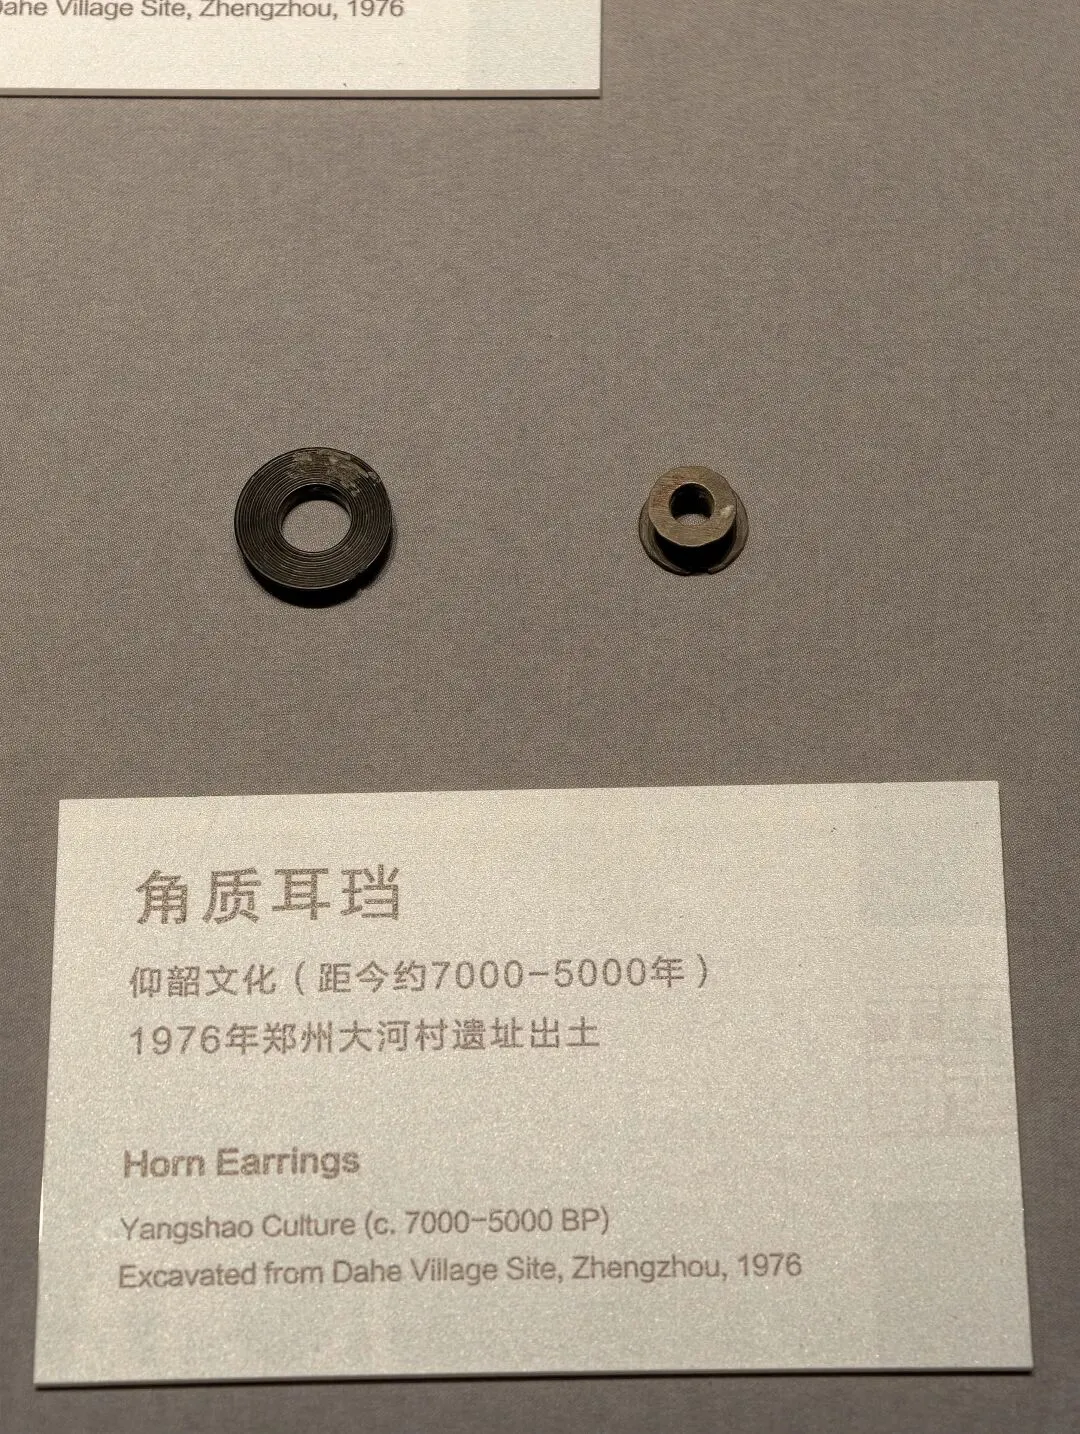 Dahe Village Site, Zhengzhou, 1976
角质耳珰
仰韶文化（距今约7000-5000年）
1976年郑州大河村遗址出土
Horn Earrings
Yangshao Culture (c. 7000-5000 BP)
Excavated from Dahe Village Site, Zhengzhou, 1976